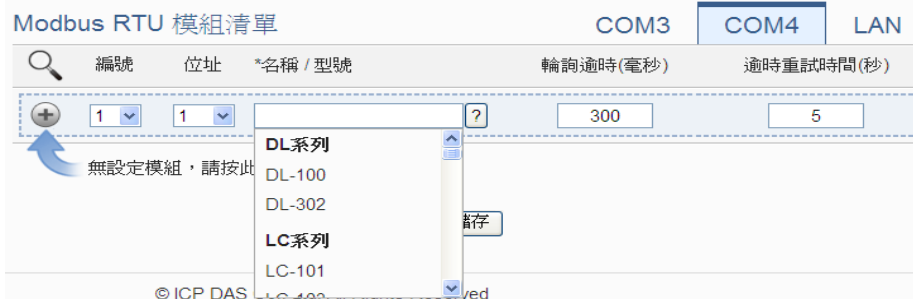 Modbus RTU 模組清單 COM3 COM4 LAN
編號 位址 *名稱 / 型號 輪詢逾時(毫秒) 逾時重試時間(秒)
1 1 ? 300 5
DL系列
無設定模組，請按此
DL-100
DL-302
儲存
LC系列
LC-101
© ICP DAS